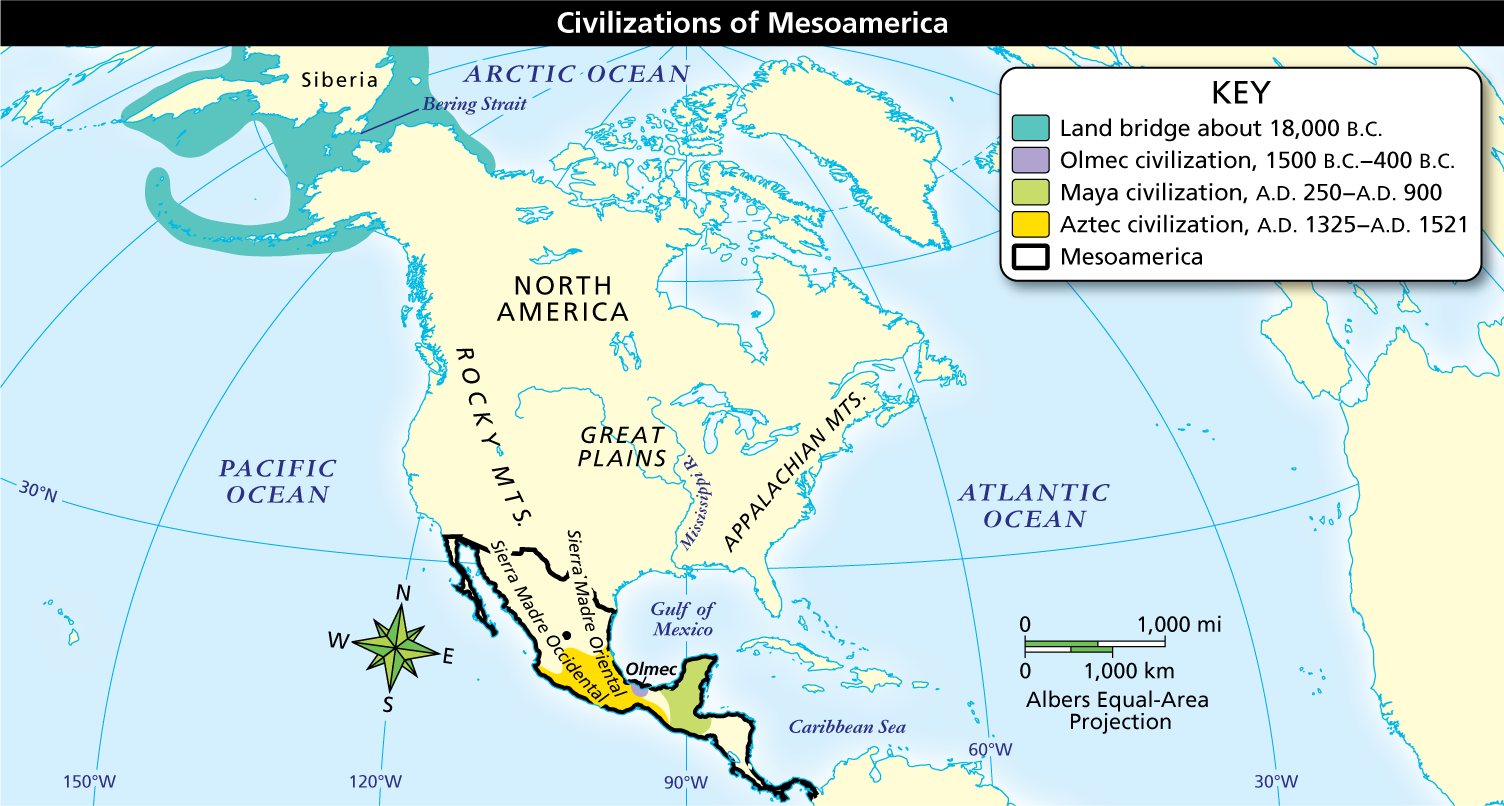 Civilizations of Mesoamerica
Siberia
ARCTIC OCEAN
Bering Strait
KEY
Land bridge about 18,000 B.C.
Olmec civilization, 1500 B.C.–400 B.C.
Maya civilization, A.D. 250–A.D. 900
Aztec civilization, A.D. 1325–A.D. 1521
Mesoamerica
NORTH
AMERICA
ROCKY MTS.
GREAT
PLAINS
Mississippi R.
APPALACHIAN MTS.
PACIFIC
OCEAN
ATLANTIC
OCEAN
30°N
Sierra Madre Occidental
Sierra Madre Oriental
Gulf of
Mexico
Olmec
Caribbean Sea
N
W
E
S
0
1,000 mi
0
1,000 km
Albers Equal-Area
Projection
150°W
120°W
90°W
60°W
30°W